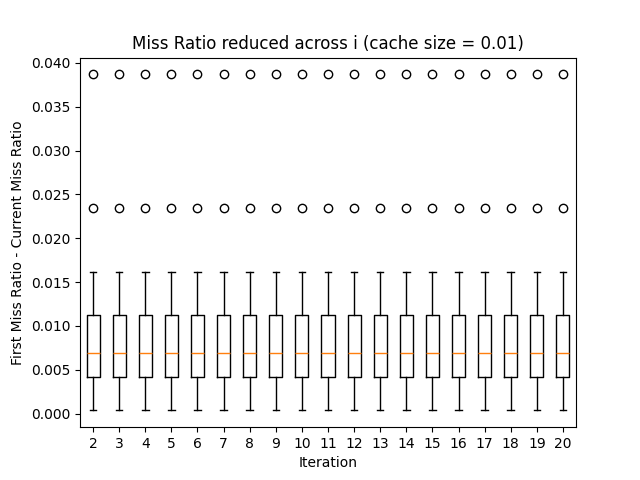 Miss Ratio reduced across i (cache size = 0.01)
First Miss Ratio - Current Miss Ratio
0.040
0.035
0.030
0.025
0.020
0.015
0.010
0.005
0.000
2 3 4 5 6 7 8 9 10 11 12 13 14 15 16 17 18 19 20
Iteration